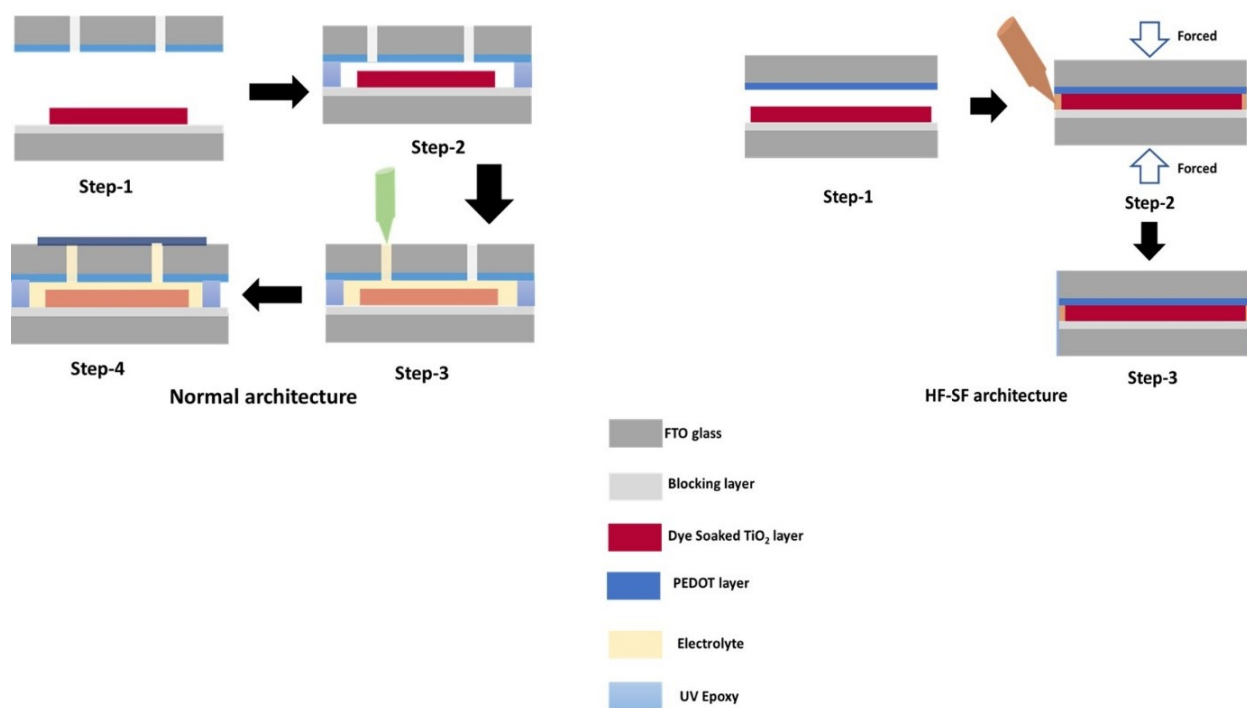 Step-1
Step-2
Step-4
Step-3
Normal architecture
Forced
Step-1
Forced
Step-2
Step-3
HF-SF architecture
FTO glass
Blocking layer
Dye Soaked TiO₂ layer
PEDOT layer
Electrolyte
UV Epoxy